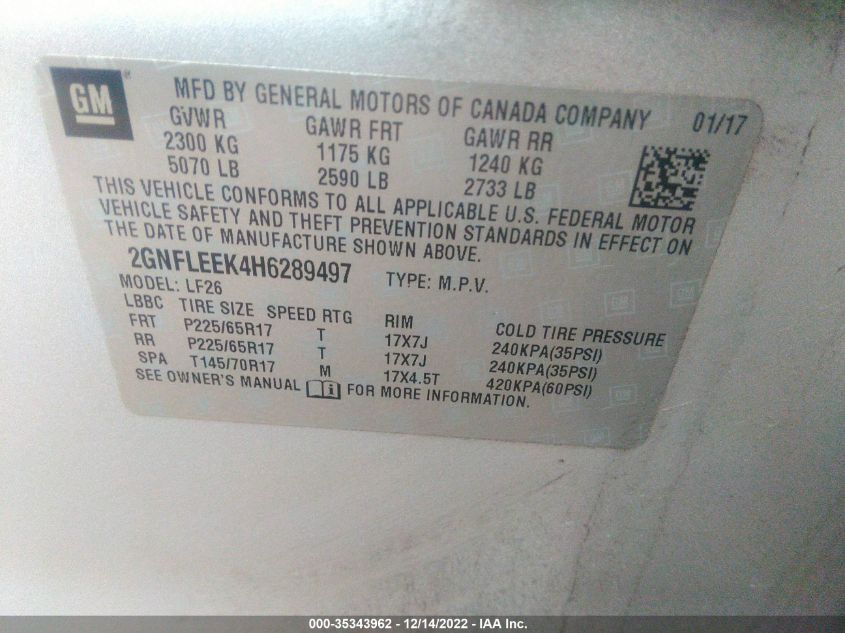 GM
MFD BY GENERAL MOTORS OF CANADA COMPANY 01/17
GVWR GAWR FRT GAWR RR
2300 KG 1175 KG 1240 KG
5070 LB 2590 LB 2733 LB
THIS VEHICLE CONFORMS TO ALL APPLICABLE U.S. FEDERAL MOTOR
VEHICLE SAFETY AND THEFT PREVENTION STANDARDS IN EFFECT ON
THE DATE OF MANUFACTURE SHOWN ABOVE.
2GNFLEEK4H6289497 TYPE: M.P.V.
MODEL: LF26
LBBC TIRE SIZE SPEED RTG RIM COLD TIRE PRESSURE
FRT P225/65R17 T 17X7J 240KPA(35PSI)
RR P225/65R17 T 17X7J 240KPA(35PSI)
SPA T145/70R17 M 17X4.5T 420KPA(60PSI)
SEE OWNER'S MANUAL FOR MORE INFORMATION.
000-35343962 - 12/14/2022 - IAA Inc.